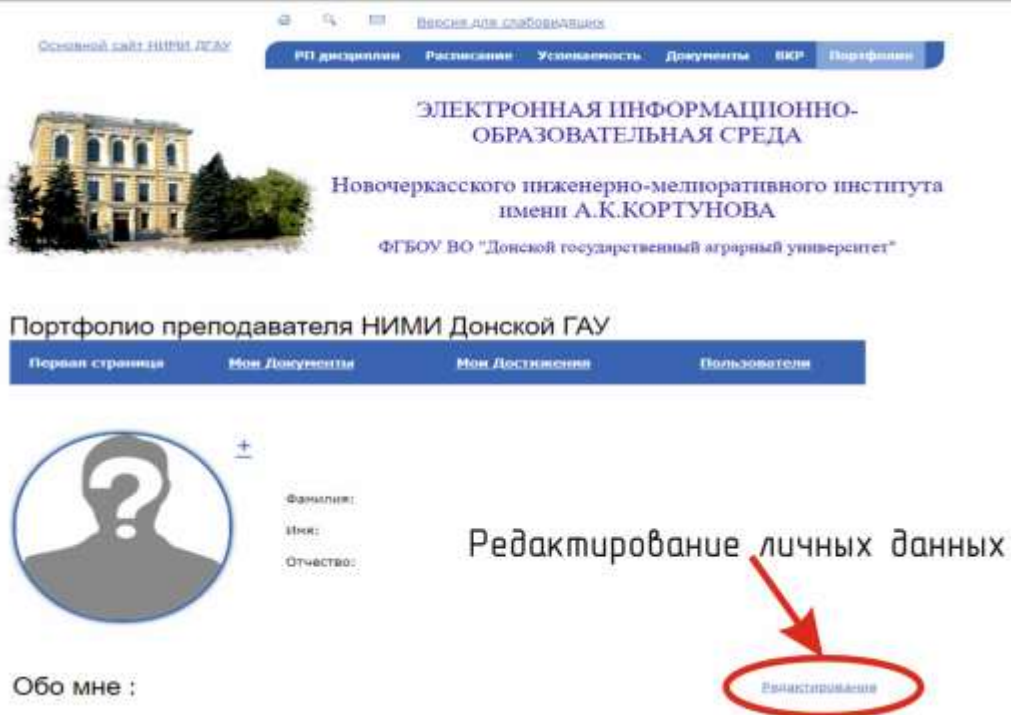 Версия для слабовидящих
Основной сайт НИМИ ДГАУ
РП дисциплин Расписание Успеваемость Документы ВКР Портфолио
ЭЛЕКТРОННАЯ ИНФОРМАЦИОННО-
ОБРАЗОВАТЕЛЬНАЯ СРЕДА
Новочеркасского инженерно-мелиоративного института
имени А.К.КОРТУНОВА
ФГБОУ ВО "Донской государственный аграрный университет"
Портфолио преподавателя НИМИ Донской ГАУ
Первая страница Мои Документы Мои Достижения Пользователи
+
Фамилия:
Имя:
Отчество:
Редактирование личных данных
Обо мне :
Редактирование